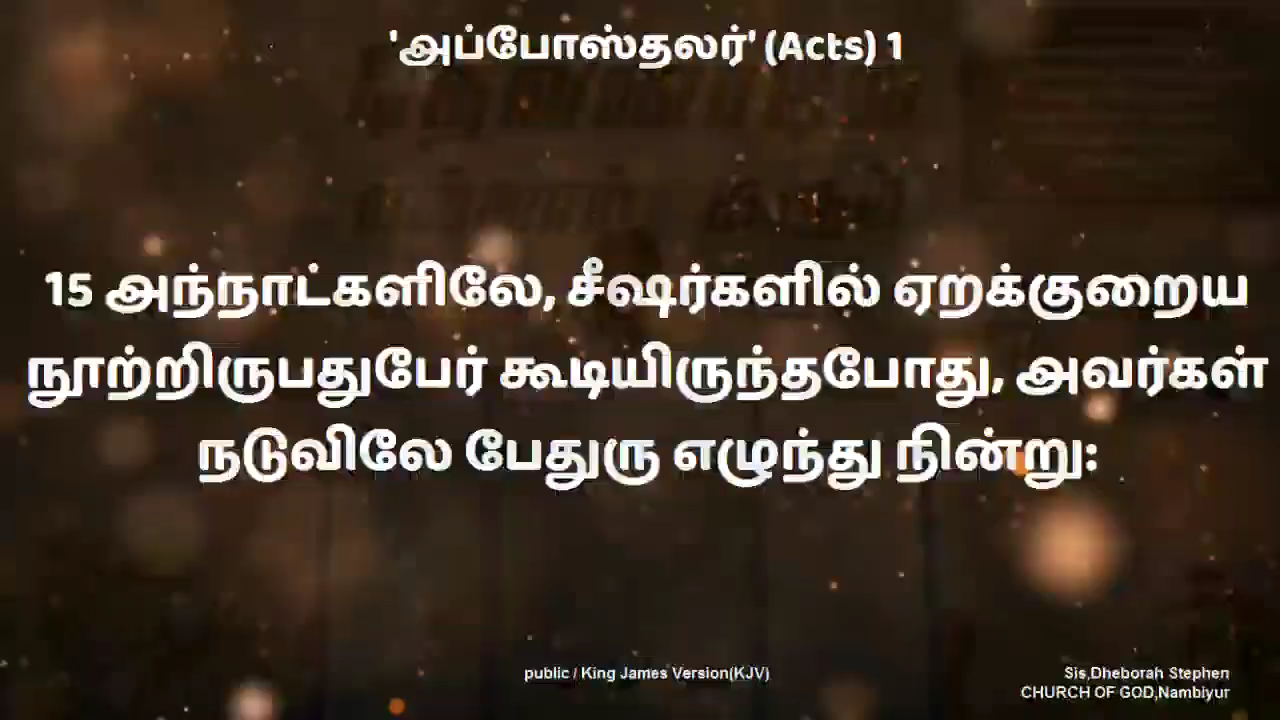 'அப்போஸ்தலர்' (Acts) 1
15 அந்நாட்களிலே, சீஷர்களில் ஏறக்குறைய
நூற்றிருபதுபேர் கூடியிருந்தபோது, அவர்கள்
நடுவிலே பேதுரு எழுந்து நின்று:
public / King James Version(KJV)
Sis,Dheborah Stephen
CHURCH OF GOD,Nambiyur